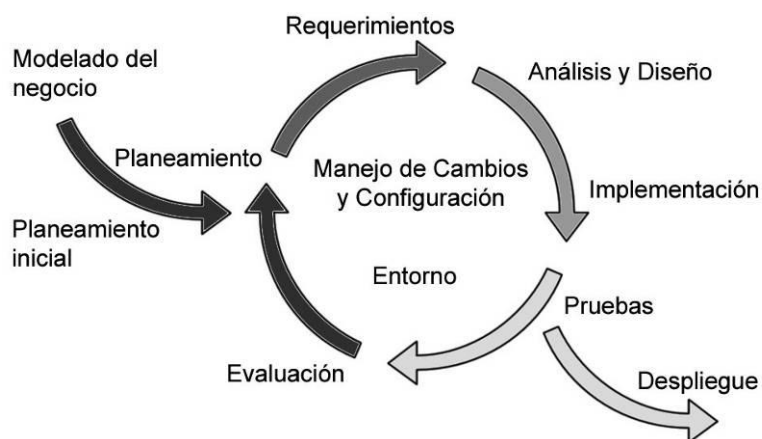 Requerimientos
Modelado del
negocio
Análisis y Diseño
Planeamiento
Manejo de Cambios
y Configuración
Implementación
Planeamiento
inicial
Entorno
Pruebas
Evaluación
Despliegue